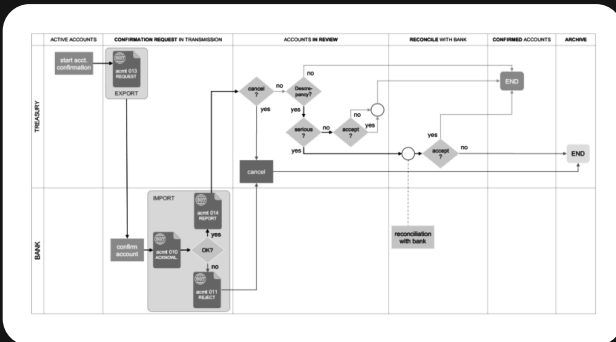 ACTIVE ACCOUNTS
CONFIRMATION REQUEST IN TRANSMISSION
ACCOUNTS IN REVIEW
RECONCILE WITH BANK
CONFIRMED ACCOUNTS
ARCHIVE
TREASURY
start acct.
confirmation
acmt 013
REQUEST
EXPORT
cancel
?
no
yes
Descre-
pancy?
no
yes
serious
?
no
yes
accept
?
no
yes
END
accept
?
yes
no
END
cancel
BANK
IMPORT
acmt 014
REPORT
yes
confirm
account
acmt 010
ACKNOWL.
OK?
no
acmt 011
REJECT
reconciliation
with bank